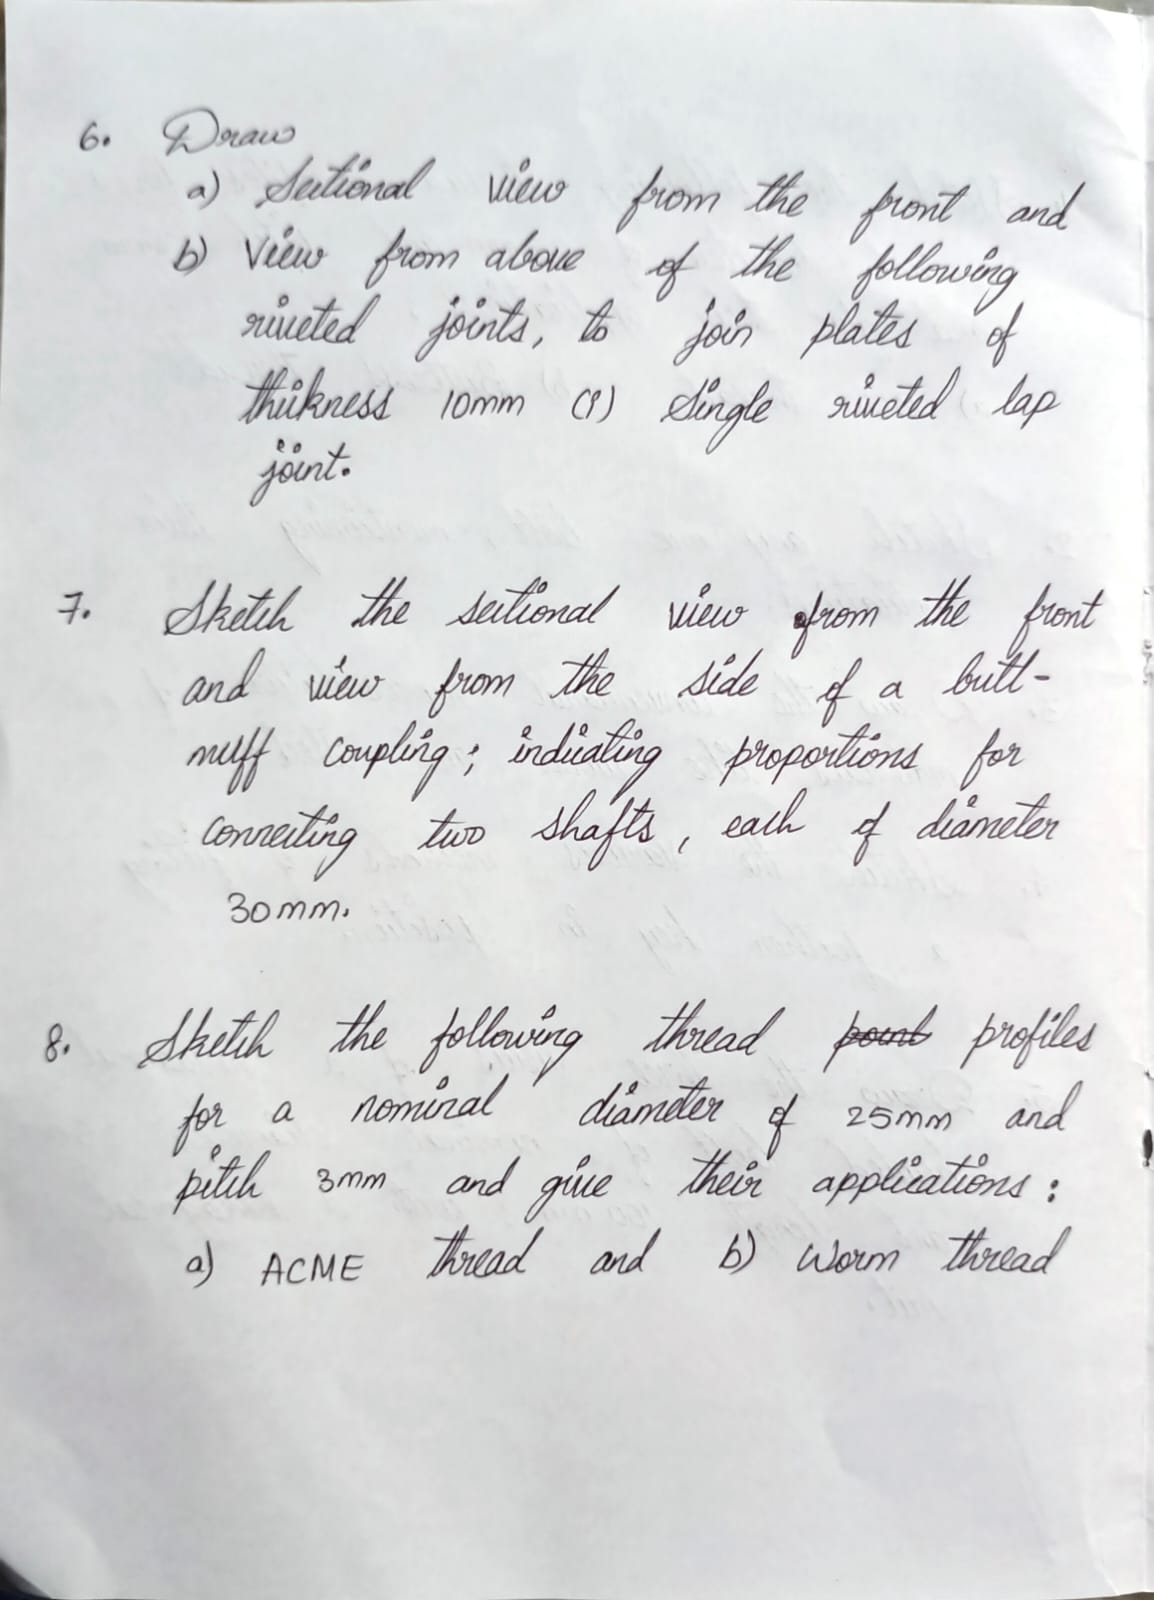 6. Draw
a) Sectional view from the front and
b) View from above of the following
riveted joints, to join plates of
thickness 10mm (i) Single riveted lap
joint.
7. Sketch the sectional view from the front
and view from the side of a butt-
muff coupling; indicating proportions for
connecting two shafts, each of diameter
30mm.
8. Sketch the following thread profiles
for a nominal diameter of 25mm and
pitch 3mm and give their applications:
a) ACME thread and b) Worm thread